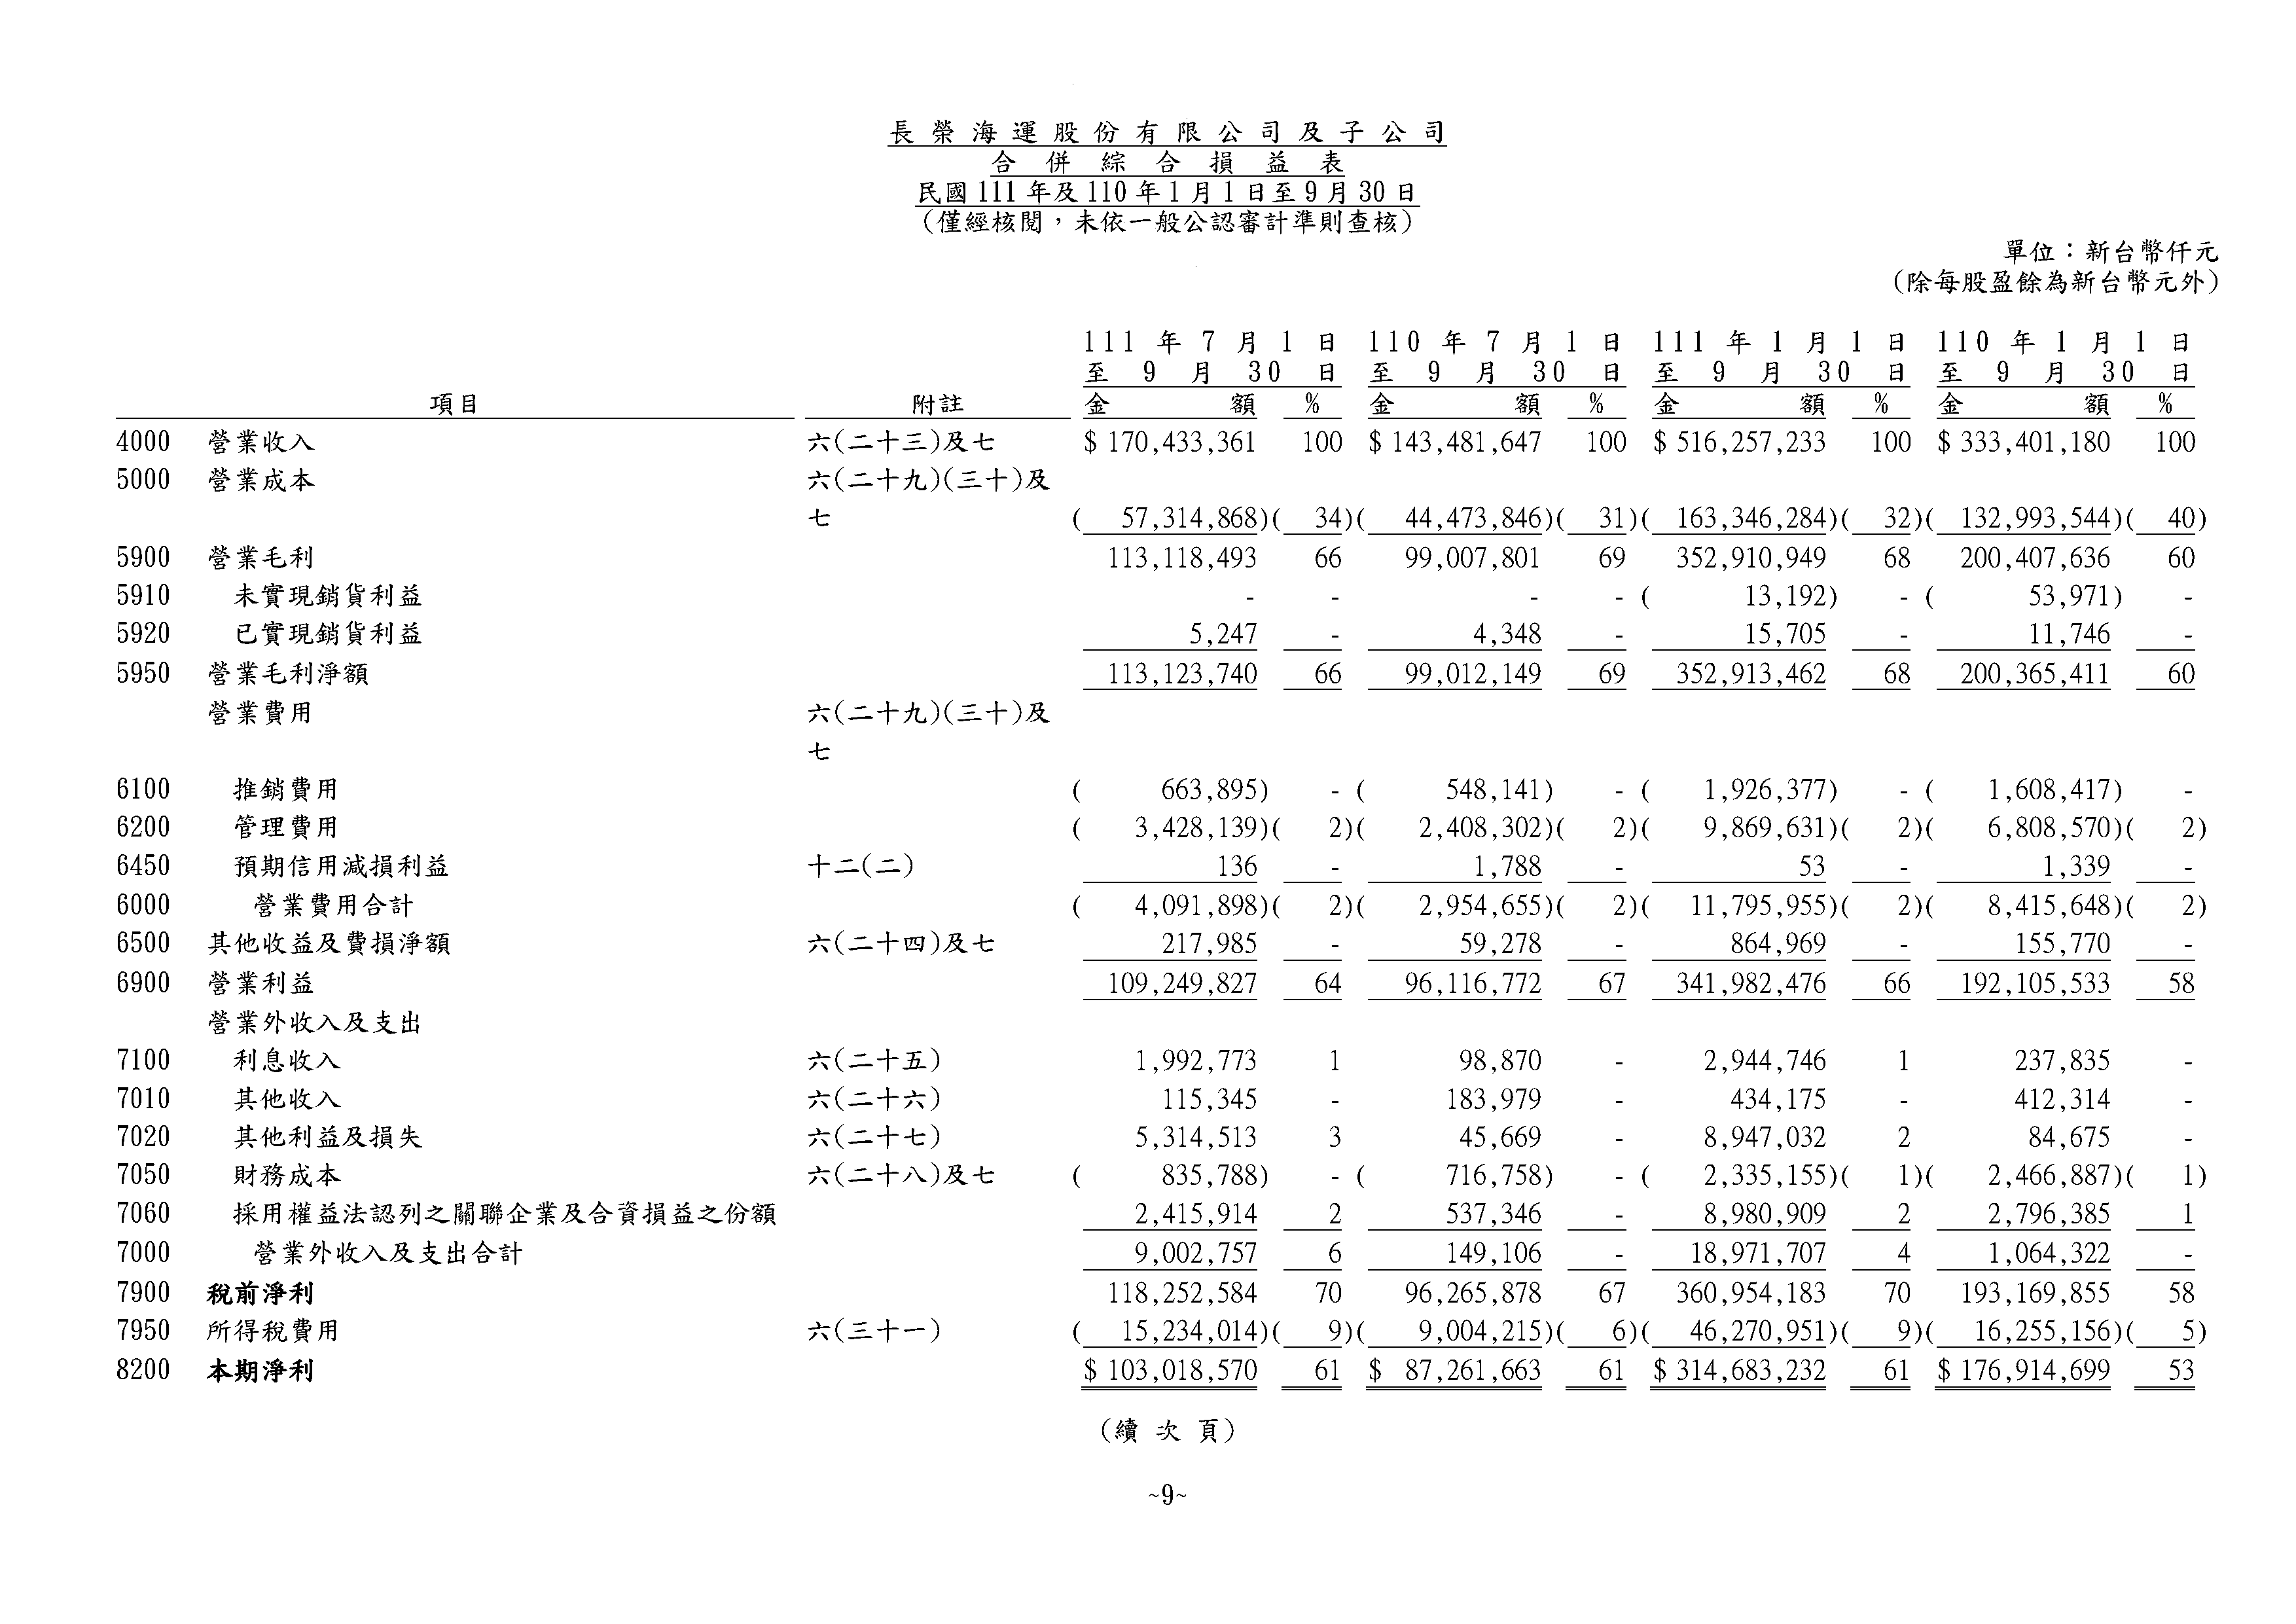 長榮海運股份有限公司及子公司
合併綜合損益表
民國111年及110年1月1日至9月30日
(僅經核閱，未依一般公認審計準則查核)
單位：新台幣仟元
(除每股盈餘為新台幣元外)
111年7月1日 110年7月1日 111年1月1日 110年1月1日
至9月30日 至9月30日 至9月30日 至9月30日
項目 附註 金額 % 金額 % 金額 % 金額 %
4000 營業收入 六(二十三)及七 $ 170,433,361 100 $ 143,481,647 100 $ 516,257,233 100 $ 333,401,180 100
5000 營業成本 六(二十九)(三十)及
七 ( 57,314,868)( 34)( 44,473,846)( 31)( 163,346,284)( 32)( 132,993,544)( 40)
5900 營業毛利 113,118,493 66 99,007,801 69 352,910,949 68 200,407,636 60
5910 未實現銷貨利益 - - - - ( 13,192) - ( 53,971) -
5920 已實現銷貨利益 5,247 - 4,348 - 15,705 - 11,746 -
5950 營業毛利淨額 113,123,740 66 99,012,149 69 352,913,462 68 200,365,411 60
營業費用 六(二十九)(三十)及
七
6100 推銷費用 ( 663,895) - ( 548,141) - ( 1,926,377) - ( 1,608,417) -
6200 管理費用 ( 3,428,139)( 2)( 2,408,302)( 2)( 9,869,631)( 2)( 6,808,570)( 2)
6450 預期信用減損利益 十二(二) 136 - 1,788 - 53 - 1,339 -
6000 營業費用合計 ( 4,091,898)( 2)( 2,954,655)( 2)( 11,795,955)( 2)( 8,415,648)( 2)
6500 其他收益及費損淨額 六(二十四)及七 217,985 - 59,278 - 864,969 - 155,770 -
6900 營業利益 109,249,827 64 96,116,772 67 341,982,476 66 192,105,533 58
營業外收入及支出
7100 利息收入 六(二十五) 1,992,773 1 98,870 - 2,944,746 1 237,835 -
7010 其他收入 六(二十六) 115,345 - 183,979 - 434,175 - 412,314 -
7020 其他利益及損失 六(二十七) 5,314,513 3 45,669 - 8,947,032 2 84,675 -
7050 財務成本 六(二十八)及七 ( 835,788) - ( 716,758) - ( 2,335,155)( 1)( 2,466,887)( 1)
7060 採用權益法認列之關聯企業及合資損益之份額 2,415,914 2 537,346 - 8,980,909 2 2,796,385 1
7000 營業外收入及支出合計 9,002,757 6 149,106 - 18,971,707 4 1,064,322 -
7900 稅前淨利 118,252,584 70 96,265,878 67 360,954,183 70 193,169,855 58
7950 所得稅費用 六(三十一) ( 15,234,014)( 9)( 9,004,215)( 6)( 46,270,951)( 9)( 16,255,156)( 5)
8200 本期淨利 $ 103,018,570 61 $ 87,261,663 61 $ 314,683,232 61 $ 176,914,699 53
(續次頁)
~9~